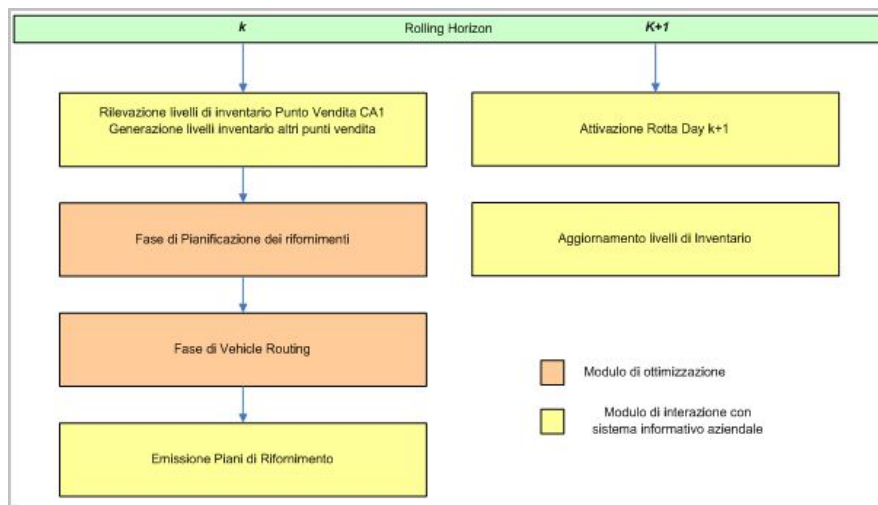 k Rolling Horizon K+1
Rilevazione livelli di inventario Punto Vendita CA1
Generazione livelli inventario altri punti vendita
Attivazione Rotta Day k+1
Fase di Pianificazione dei rifornimenti
Aggiornamento livelli di Inventario
Fase di Vehicle Routing
Modulo di ottimizzazione
Modulo di interazione con
sistema informativo aziendale
Emissione Piani di Rifornimento